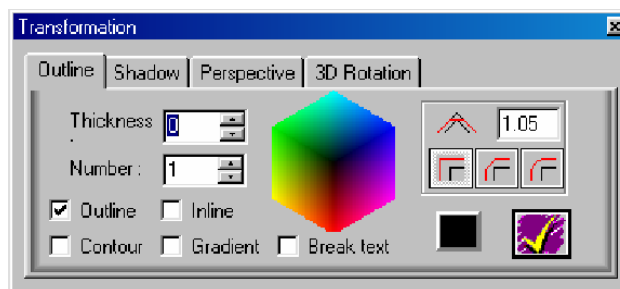 Transformation
Outline Shadow Perspective 3D Rotation
Thickness : 0 1.05
Number : 1
Outline Inline
Contour Gradient Break text